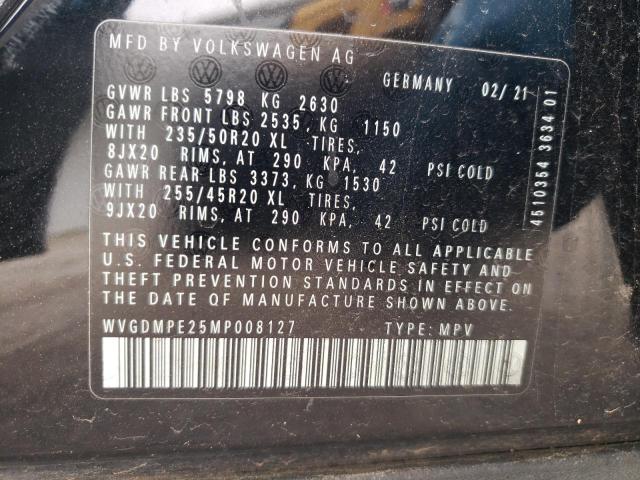 MFD BY VOLKSWAGEN AG
GERMANY 02/21
GVWR LBS 5798 KG 2630
GAWR FRONT LBS 2535, KG 1150
WITH 235/50R20 XL TIRES,
8JX20 RIMS, AT 290 KPA, 42 PSI COLD
GAWR REAR LBS 3373, KG 1530
WITH 255/45R20 XL TIRES,
9JX20 RIMS, AT 290 KPA, 42 PSI COLD
THIS VEHICLE CONFORMS TO ALL APPLICABLE
U.S. FEDERAL MOTOR VEHICLE SAFETY AND
THEFT PREVENTION STANDARDS IN EFFECT ON
THE DATE OF MANUFACTURE SHOWN ABOVE.
WVGDMPE25MP008127 TYPE: MPV
4510354 3634 01